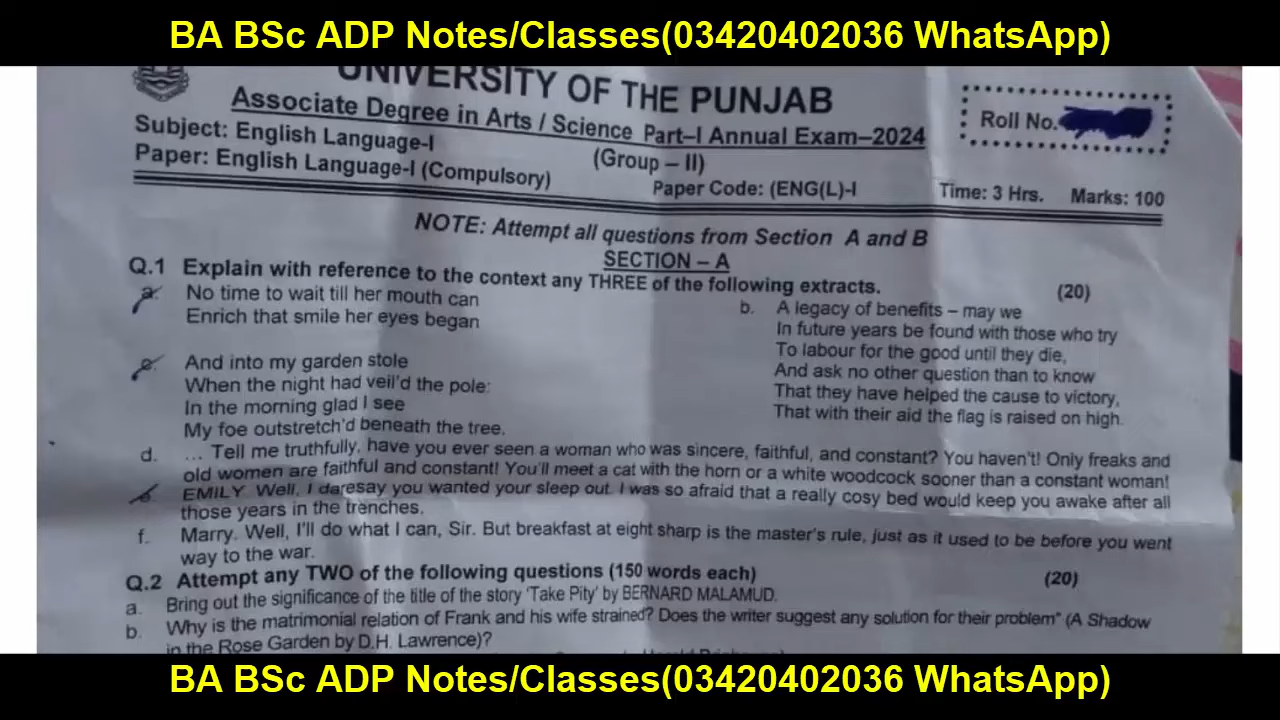 BA BSc ADP Notes/Classes(03420402036 WhatsApp)
UNIVERSITY OF THE PUNJAB
Associate Degree in Arts / Science Part–I Annual Exam–2024
Roll No.
Subject: English Language-I
(Group – II)
Paper: English Language-I (Compulsory)
Paper Code: (ENG(L)-I
Time: 3 Hrs. Marks: 100
NOTE: Attempt all questions from Section A and B
SECTION – A
Q.1 Explain with reference to the context any THREE of the following extracts. (20)
a. No time to wait till her mouth can
Enrich that smile her eyes began
b. A legacy of benefits – may we
In future years be found with those who try
To labour for the good until they die,
And ask no other question than to know
That they have helped the cause to victory,
That with their aid the flag is raised on high.
c. And into my garden stole
When the night had veil'd the pole:
In the morning glad I see
My foe outstretch'd beneath the tree.
d. ... Tell me truthfully, have you ever seen a woman who was sincere, faithful, and constant? You haven't! Only freaks and
old women are faithful and constant! You'll meet a cat with the horn or a white woodcock sooner than a constant woman!
EMILY. Well, I daresay you wanted your sleep out. I was so afraid that a really cosy bed would keep you awake after all
those years in the trenches.
f. Marry. Well, I'll do what I can, Sir. But breakfast at eight sharp is the master's rule, just as it used to be before you went
way to the war.
Q.2 Attempt any TWO of the following questions (150 words each) (20)
a. Bring out the significance of the title of the story 'Take Pity' by BERNARD MALAMUD.
b. Why is the matrimonial relation of Frank and his wife strained? Does the writer suggest any solution for their problem" (A Shadow
in the Rose Garden by D.H. Lawrence)?
BA BSc ADP Notes/Classes(03420402036 WhatsApp)